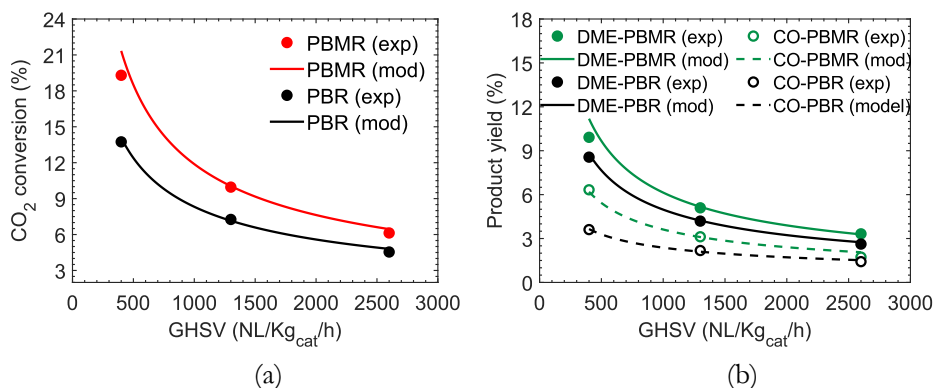 24
21
18
15
12
9
6
3
CO2 conversion (%)
PBMR (exp)
PBMR (mod)
PBR (exp)
PBR (mod)
0 500 1000 1500 2000 2500 3000
GHSV (NL/Kgcat/h)
(a)
18
15
12
9
6
3
0
Product yield (%)
DME-PBMR (exp) CO-PBMR (exp)
DME-PBMR (mod) CO-PBMR (mod)
DME-PBR (exp) CO-PBR (exp)
DME-PBR (mod) CO-PBR (model)
0 500 1000 1500 2000 2500 3000
GHSV (NL/Kgcat/h)
(b)